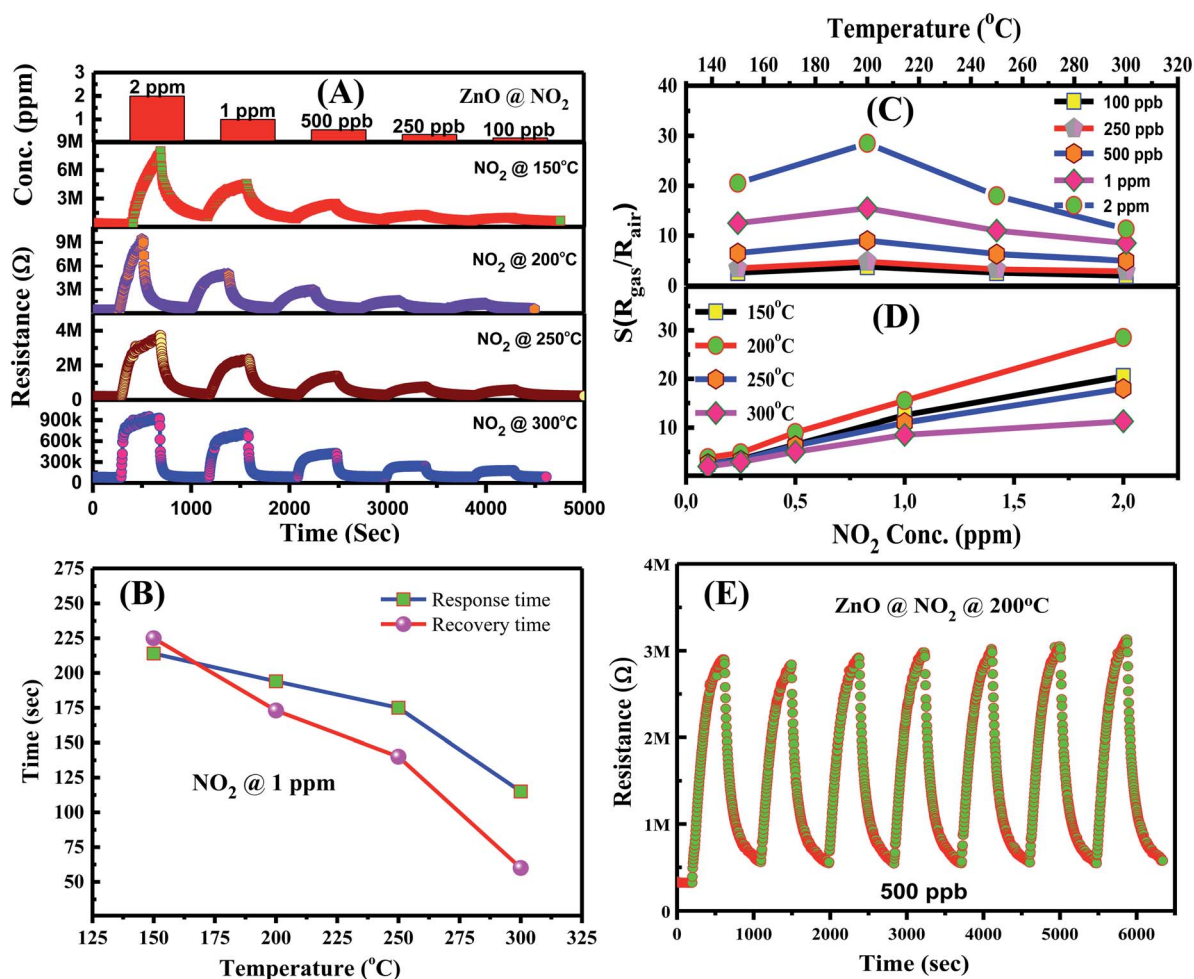 (A)
ZnO @ NO2
2 ppm
1 ppm
500 ppb
250 ppb
100 ppb
Conc. (ppm)
3
2
1
9M
6M
3M
NO2 @ 150°C
9M
6M
3M
NO2 @ 200°C
4M
2M
0
NO2 @ 250°C
900k
600k
300k
NO2 @ 300°C
Resistance (Ω)
0 1000 2000 3000 4000 5000
Time (Sec)
Temperature (°C)
140 160 180 200 220 240 260 280 300 320
(C)
40
30
20
10
0
100 ppb
250 ppb
500 ppb
1 ppm
2 ppm
S(Rgas/Rair)
(D)
30
20
10
150°C
200°C
250°C
300°C
0,0 0,5 1,0 1,5 2,0
NO2 Conc. (ppm)
(B)
275
250
225
200
175
150
125
100
75
50
Response time
Recovery time
Time (sec)
NO2 @ 1 ppm
125 150 175 200 225 250 275 300 325
Temperature (°C)
(E)
ZnO @ NO2 @ 200°C
4M
3M
2M
1M
0
Resistance (Ω)
500 ppb
0 1000 2000 3000 4000 5000 6000
Time (sec)